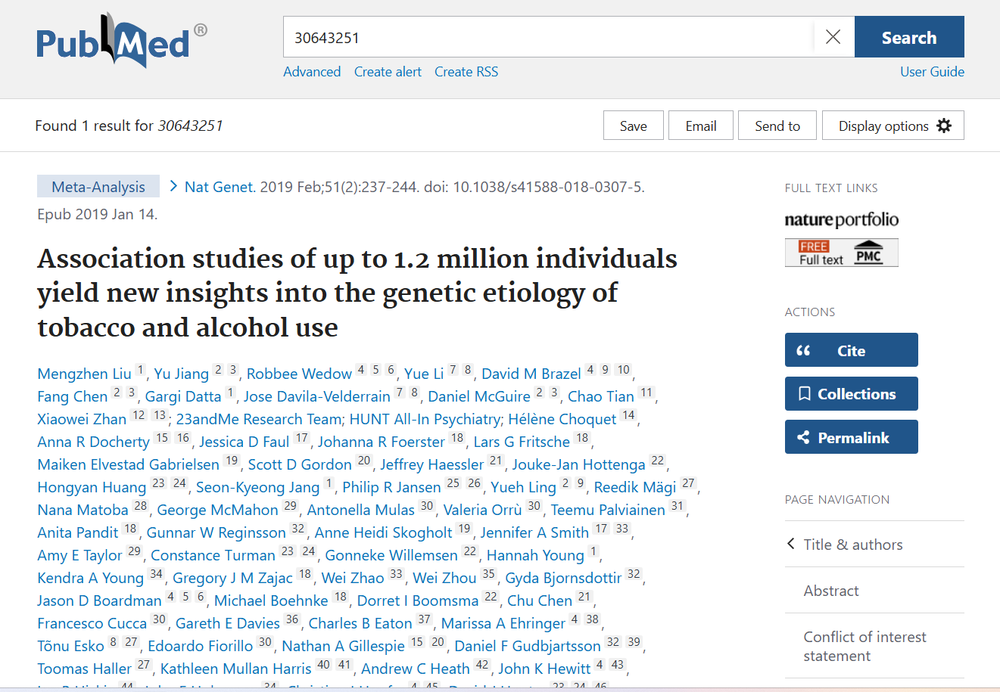 PubMed®
30643251
Search
Advanced Create alert Create RSS
User Guide
Found 1 result for 30643251
Save Email Send to Display options
Meta-Analysis > Nat Genet. 2019 Feb;51(2):237-244. doi: 10.1038/s41588-018-0307-5.
Epub 2019 Jan 14.
Association studies of up to 1.2 million individuals
yield new insights into the genetic etiology of
tobacco and alcohol use
Mengzhen Liu 1, Yu Jiang 2 3, Robbee Wedow 4 5 6, Yue Li 7 8, David M Brazel 4 9 10,
Fang Chen 2 3, Gargi Datta 1, Jose Davila-Velderrain 7 8, Daniel McGuire 2 3, Chao Tian 11,
Xiaowei Zhan 12 13; 23andMe Research Team; HUNT All-In Psychiatry; Hélène Choquet 14,
Anna R Docherty 15 16, Jessica D Faul 17, Johanna R Foerster 18, Lars G Fritsche 18,
Maiken Elvestad Gabrielsen 19, Scott D Gordon 20, Jeffrey Haessler 21, Jouke-Jan Hottenga 22,
Hongyan Huang 23 24, Seon-Kyeong Jang 1, Philip R Jansen 25 26, Yueh Ling 2 9, Reedik Mägi 27,
Nana Matoba 28, George McMahon 29, Antonella Mulas 30, Valeria Orrù 30, Teemu Palviainen 31,
Anita Pandit 18, Gunnar W Reginsson 32, Anne Heidi Skogholt 19, Jennifer A Smith 17 33,
Amy E Taylor 29, Constance Turman 23 24, Gonneke Willemsen 22, Hannah Young 1,
Kendra A Young 34, Gregory J M Zajac 18, Wei Zhao 33, Wei Zhou 35, Gyda Bjornsdottir 32,
Jason D Boardman 4 5 6, Michael Boehnke 18, Dorret I Boomsma 22, Chu Chen 21,
Francesco Cucca 30, Gareth E Davies 36, Charles B Eaton 37, Marissa A Ehringer 4 38,
Tõnu Esko 8 27, Edoardo Fiorillo 30, Nathan A Gillespie 15 20, Daniel F Gudbjartsson 32 39,
Toomas Haller 27, Kathleen Mullan Harris 40 41, Andrew C Heath 42, John K Hewitt 4 43,
FULL TEXT LINKS
nature portfolio
FREE
Full text PMC
ACTIONS
Cite
Collections
Permalink
PAGE NAVIGATION
Title & authors
Abstract
Conflict of interest
statement